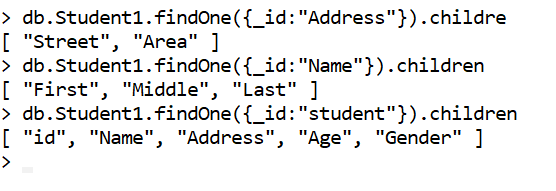 > db.Student1.findOne({_id:"Address"}).childre
[ "Street", "Area" ]
> db.Student1.findOne({_id:"Name"}).children
[ "First", "Middle", "Last" ]
> db.Student1.findOne({_id:"student"}).children
[ "id", "Name", "Address", "Age", "Gender" ]
>